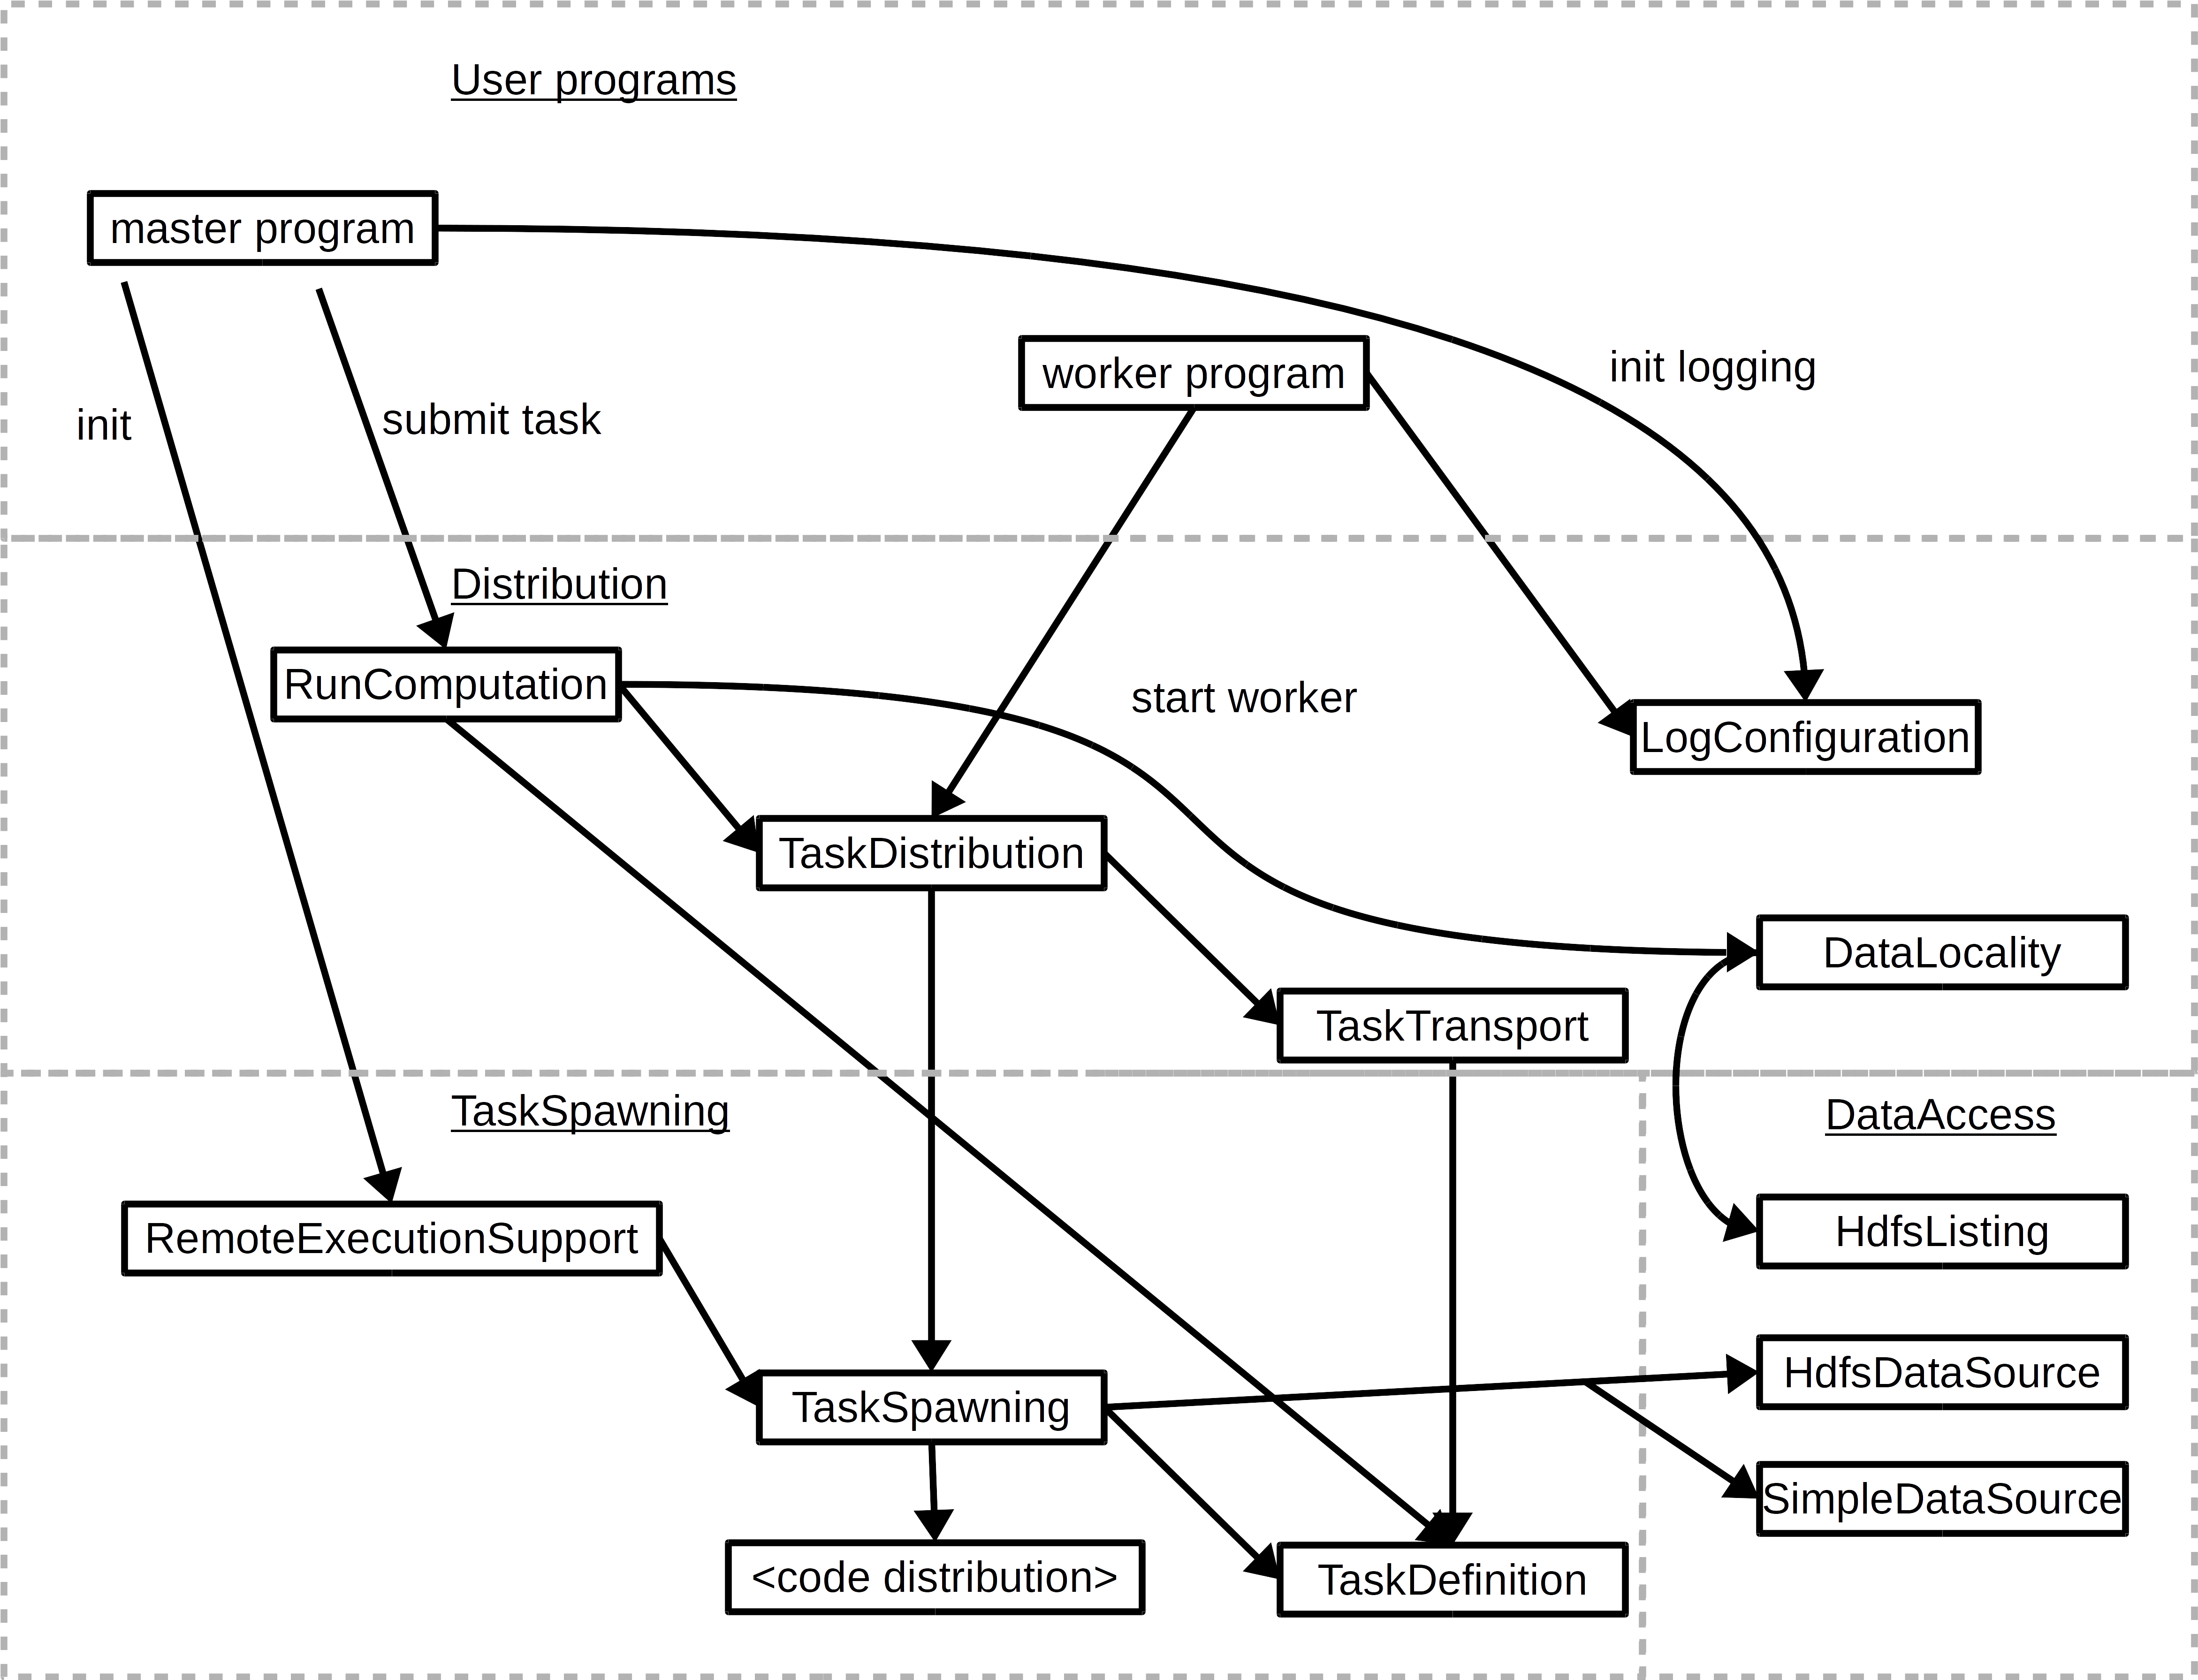 User programs
master program
worker program
init logging
init
submit task
Distribution
RunComputation
start worker
LogConfiguration
TaskDistribution
DataLocality
TaskTransport
TaskSpawning
DataAccess
RemoteExecutionSupport
HdfsListing
HdfsDataSource
TaskSpawning
SimpleDataSource
<code distribution>
TaskDefinition